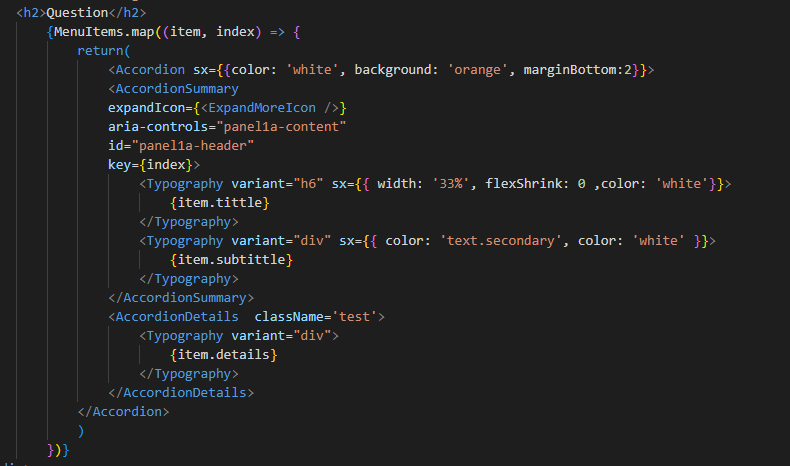 <h2>Question</h2>
{MenuItems.map((item, index) => {
return(
<Accordion sx={{color: 'white', background: 'orange', marginBottom:2}}>
<AccordionSummary
expandIcon={<ExpandMoreIcon />}
aria-controls="panel1a-content"
id="panel1a-header"
key={index}>
<Typography variant="h6" sx={{ width: '33%', flexShrink: 0 ,color: 'white'}}>
{item.tittle}
</Typography>
<Typography variant="div" sx={{ color: 'text.secondary', color: 'white' }}>
{item.subtittle}
</Typography>
</AccordionSummary>
<AccordionDetails  className='test'>
<Typography variant="div">
{item.details}
</Typography>
</AccordionDetails>
</Accordion>
)
})}